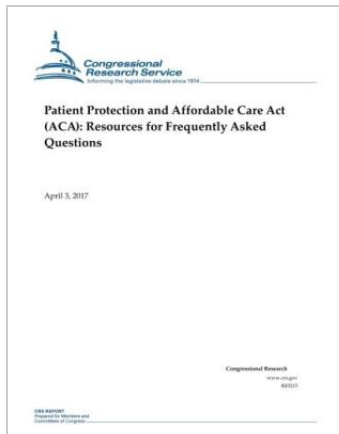 Congressional
Research Service
Informing the legislative debate since 1914
Patient Protection and Affordable Care Act
(ACA): Resources for Frequently Asked
Questions
April 3, 2017
Congressional Research
www.crs.gov
CRS REPORT
Prepared for Members and
Committees of Congress